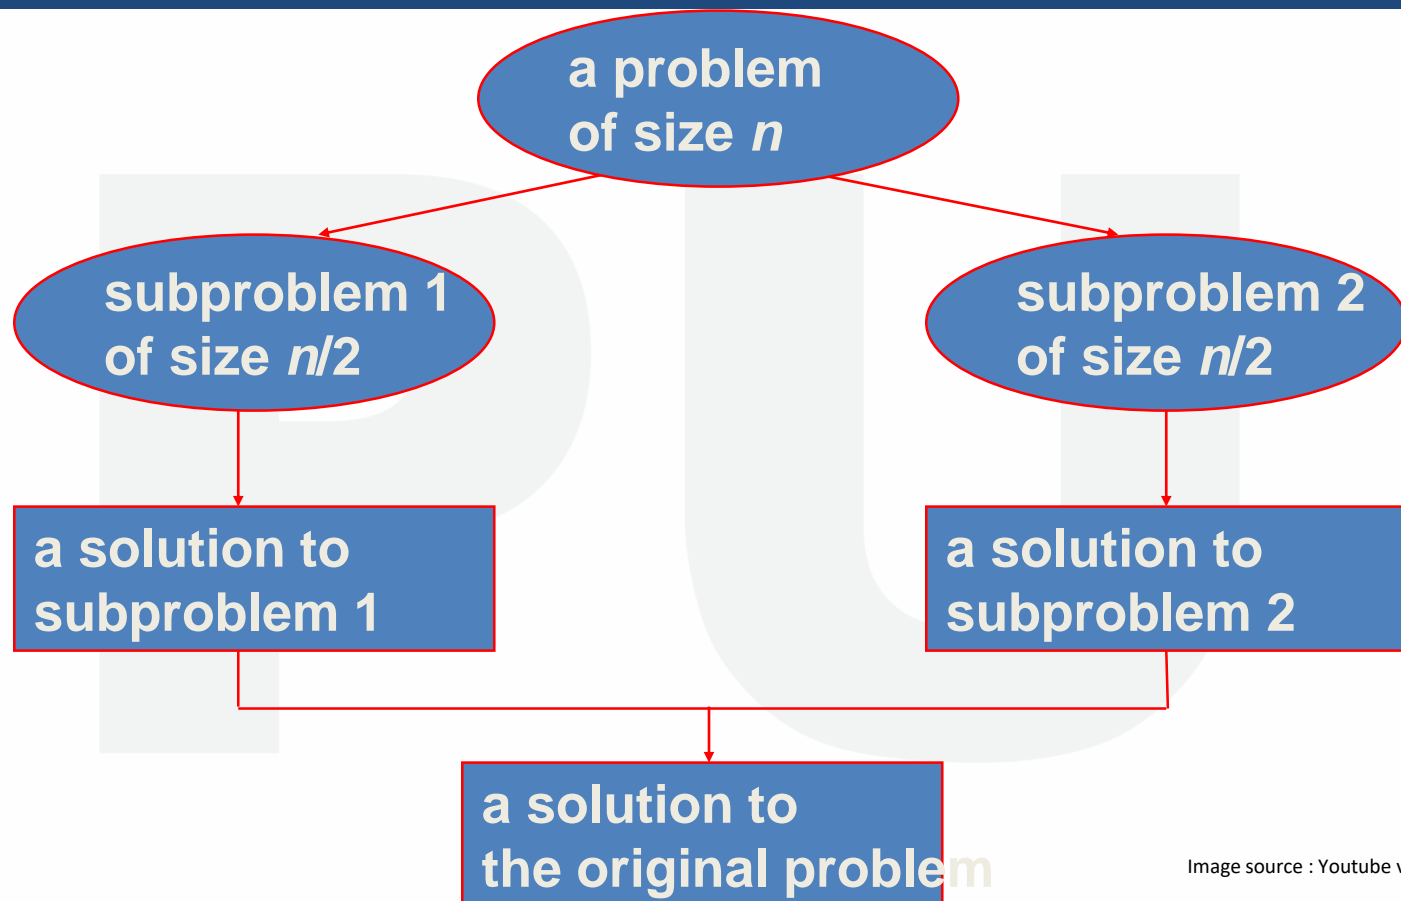 a problem
of size n
subproblem 1
of size n/2
subproblem 2
of size n/2
a solution to
subproblem 1
a solution to
subproblem 2
a solution to
the original problem
Image source : Youtube
PU